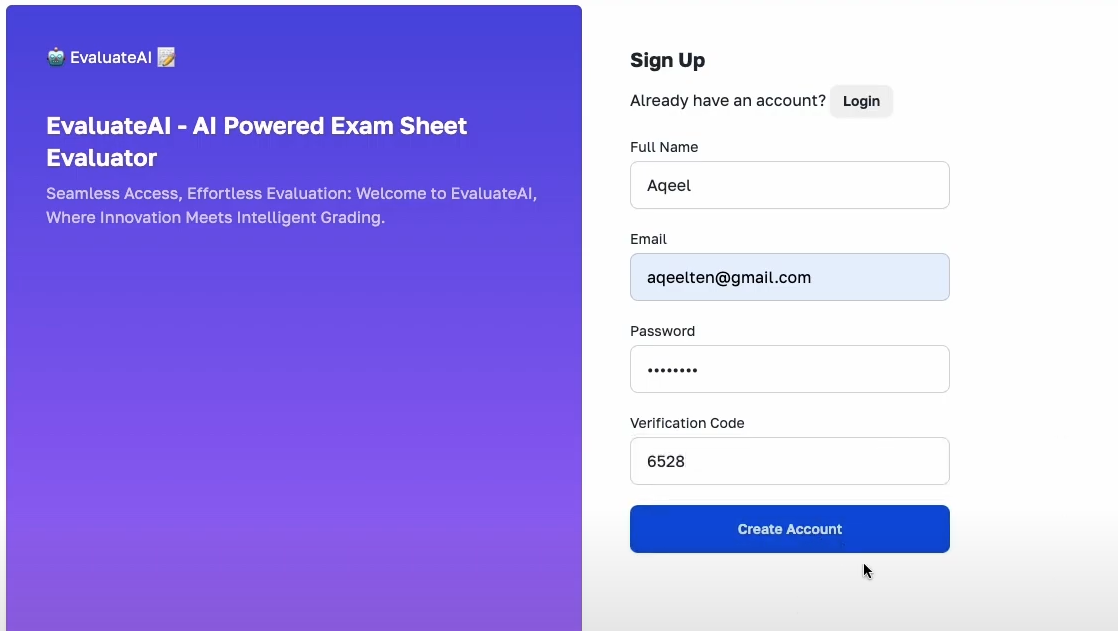 EvaluateAI
EvaluateAI - AI Powered Exam Sheet
Evaluator
Seamless Access, Effortless Evaluation: Welcome to EvaluateAI,
Where Innovation Meets Intelligent Grading.
Sign Up
Already have an account? Login
Full Name
Aqeel
Email
aqeelten@gmail.com
Password
••••••••
Verification Code
6528
Create Account